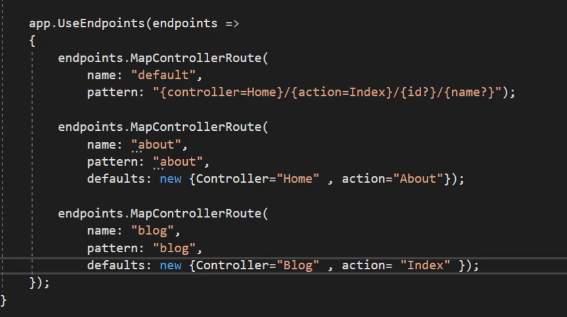 app.UseEndpoints(endpoints =>
{
endpoints.MapControllerRoute(
name: "default",
pattern: "{controller=Home}/{action=Index}/{id?}/{name?}");
endpoints.MapControllerRoute(
name: "about",
pattern: "about",
defaults: new {Controller="Home" , action="About"});
endpoints.MapControllerRoute(
name: "blog",
pattern: "blog",
defaults: new {Controller="Blog" , action= "Index" });
});
}